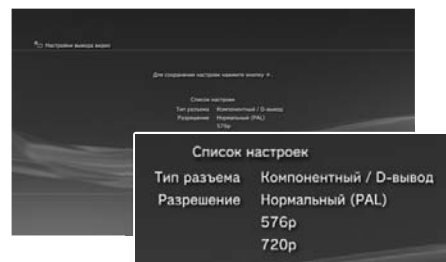 Настройки вывода видео
Для сохранения настроек нажмите кнопку ×.
Список настроек
Тип разъема Компонентный / D-вывод
Разрешение Нормальный (PAL)
576p
Список настроек
Тип разъема Компонентный / D-вывод
Разрешение Нормальный (PAL)
576p
720p